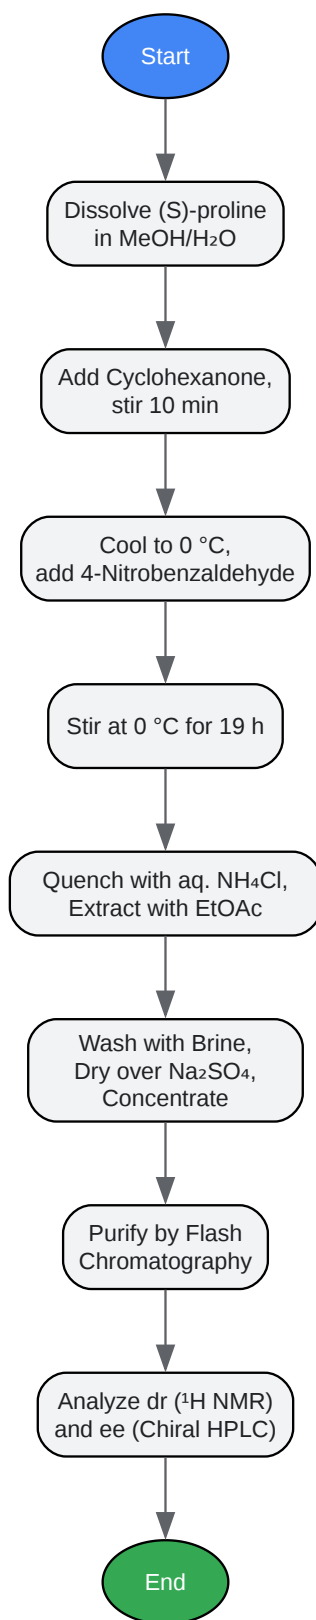 Start
Dissolve (S)-proline
in MeOH/H₂O
Add Cyclohexanone,
stir 10 min
Cool to 0 °C,
add 4-Nitrobenzaldehyde
Stir at 0 °C for 19 h
Quench with aq. NH₄Cl,
Extract with EtOAc
Wash with Brine,
Dry over Na₂SO₄,
Concentrate
Purify by Flash
Chromatography
Analyze dr (¹H NMR)
and ee (Chiral HPLC)
End